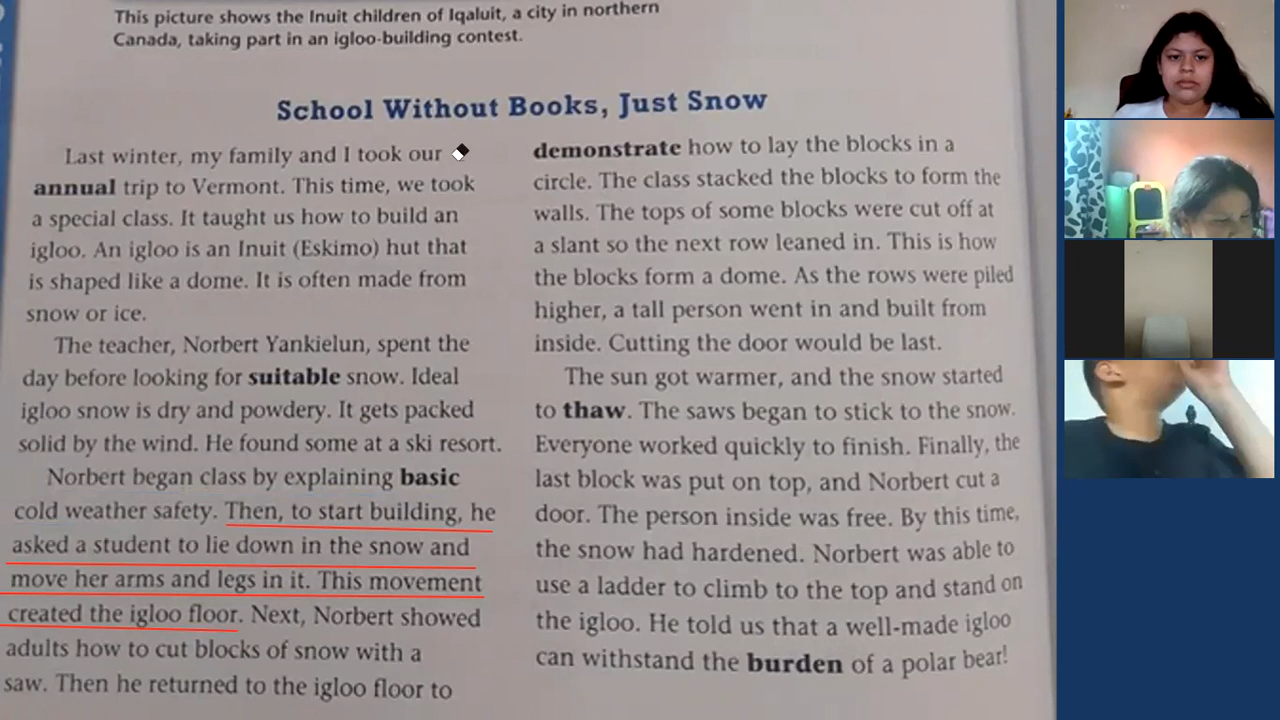 This picture shows the Inuit children of Iqaluit, a city in northern
Canada, taking part in an igloo-building contest.
School Without Books, Just Snow
Last winter, my family and I took our
annual trip to Vermont. This time, we took
a special class. It taught us how to build an
igloo. An igloo is an Inuit (Eskimo) hut that
is shaped like a dome. It is often made from
snow or ice.
The teacher, Norbert Yankielun, spent the
day before looking for suitable snow. Ideal
igloo snow is dry and powdery. It gets packed
solid by the wind. He found some at a ski resort.
Norbert began class by explaining basic
cold weather safety. Then, to start building, he
asked a student to lie down in the snow and
move her arms and legs in it. This movement
created the igloo floor. Next, Norbert showed
adults how to cut blocks of snow with a
saw. Then he returned to the igloo floor to
demonstrate how to lay the blocks in a
circle. The class stacked the blocks to form the
walls. The tops of some blocks were cut off at
a slant so the next row leaned in. This is how
the blocks form a dome. As the rows were piled
higher, a tall person went in and built from
inside. Cutting the door would be last.
The sun got warmer, and the snow started
to thaw. The saws began to stick to the snow.
Everyone worked quickly to finish. Finally, the
last block was put on top, and Norbert cut a
door. The person inside was free. By this time,
the snow had hardened. Norbert was able to
use a ladder to climb to the top and stand on
the igloo. He told us that a well-made igloo
can withstand the burden of a polar bear!